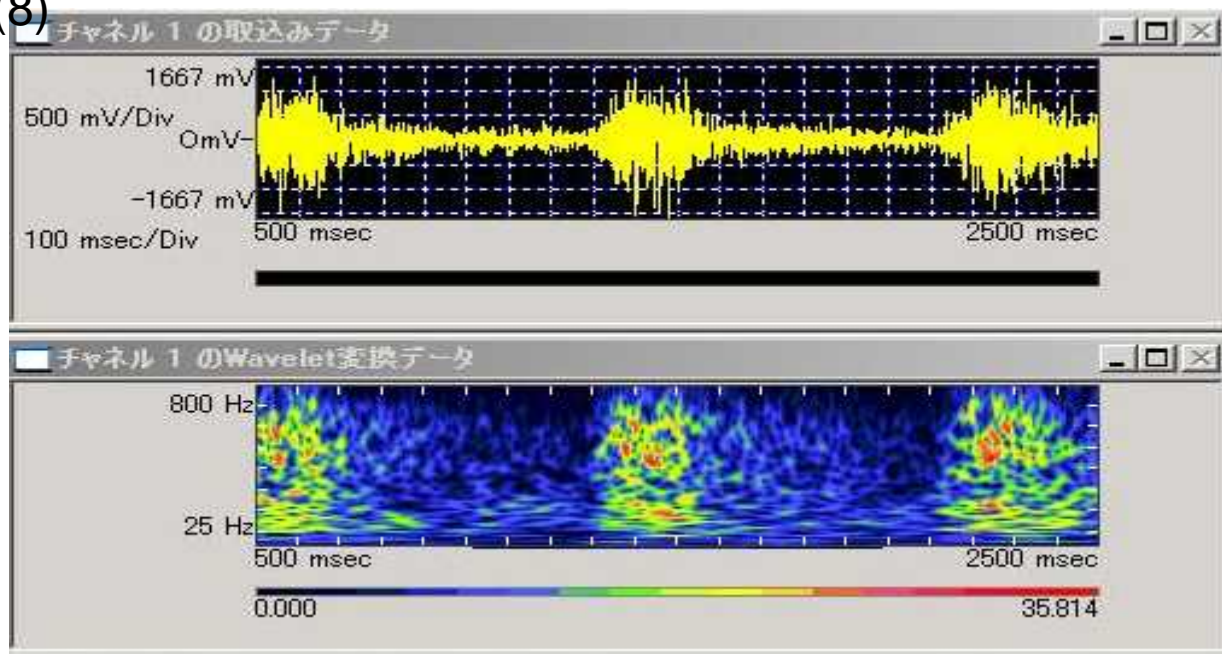 (8)
チャネル 1 の取込みデータ
1667 mV
500 mV/Div
0mV-
-1667 mV
100 msec/Div
500 msec
2500 msec
チャネル 1 のWavelet変換データ
800 Hz
25 Hz
500 msec
2500 msec
0.000
35.814